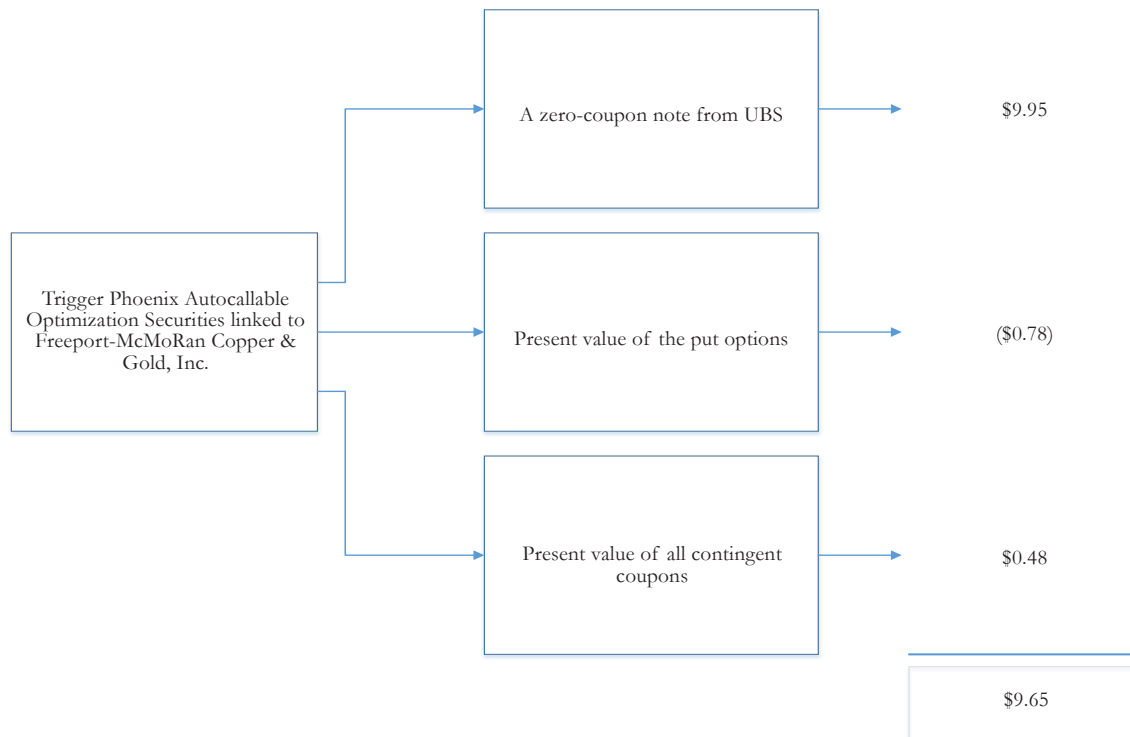 A zero-coupon note from UBS
$9.95
Trigger Phoenix Autocallable
Optimization Securities linked to
Freeport-McMoRan Copper &
Gold, Inc.
Present value of the put options
($0.78)
Present value of all contingent
coupons
$0.48
$9.65